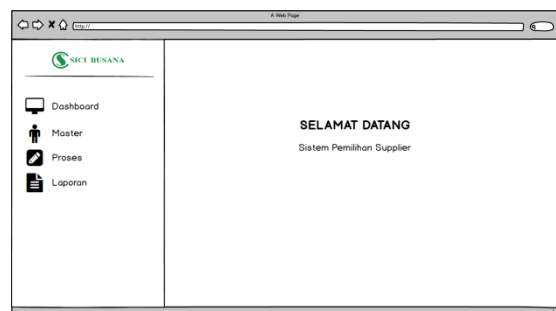 A Web Page
http://
SICI BUSANA
Dashboard
Master
Proses
Laporan
SELAMAT DATANG
Sistem Pemilihan Supplier